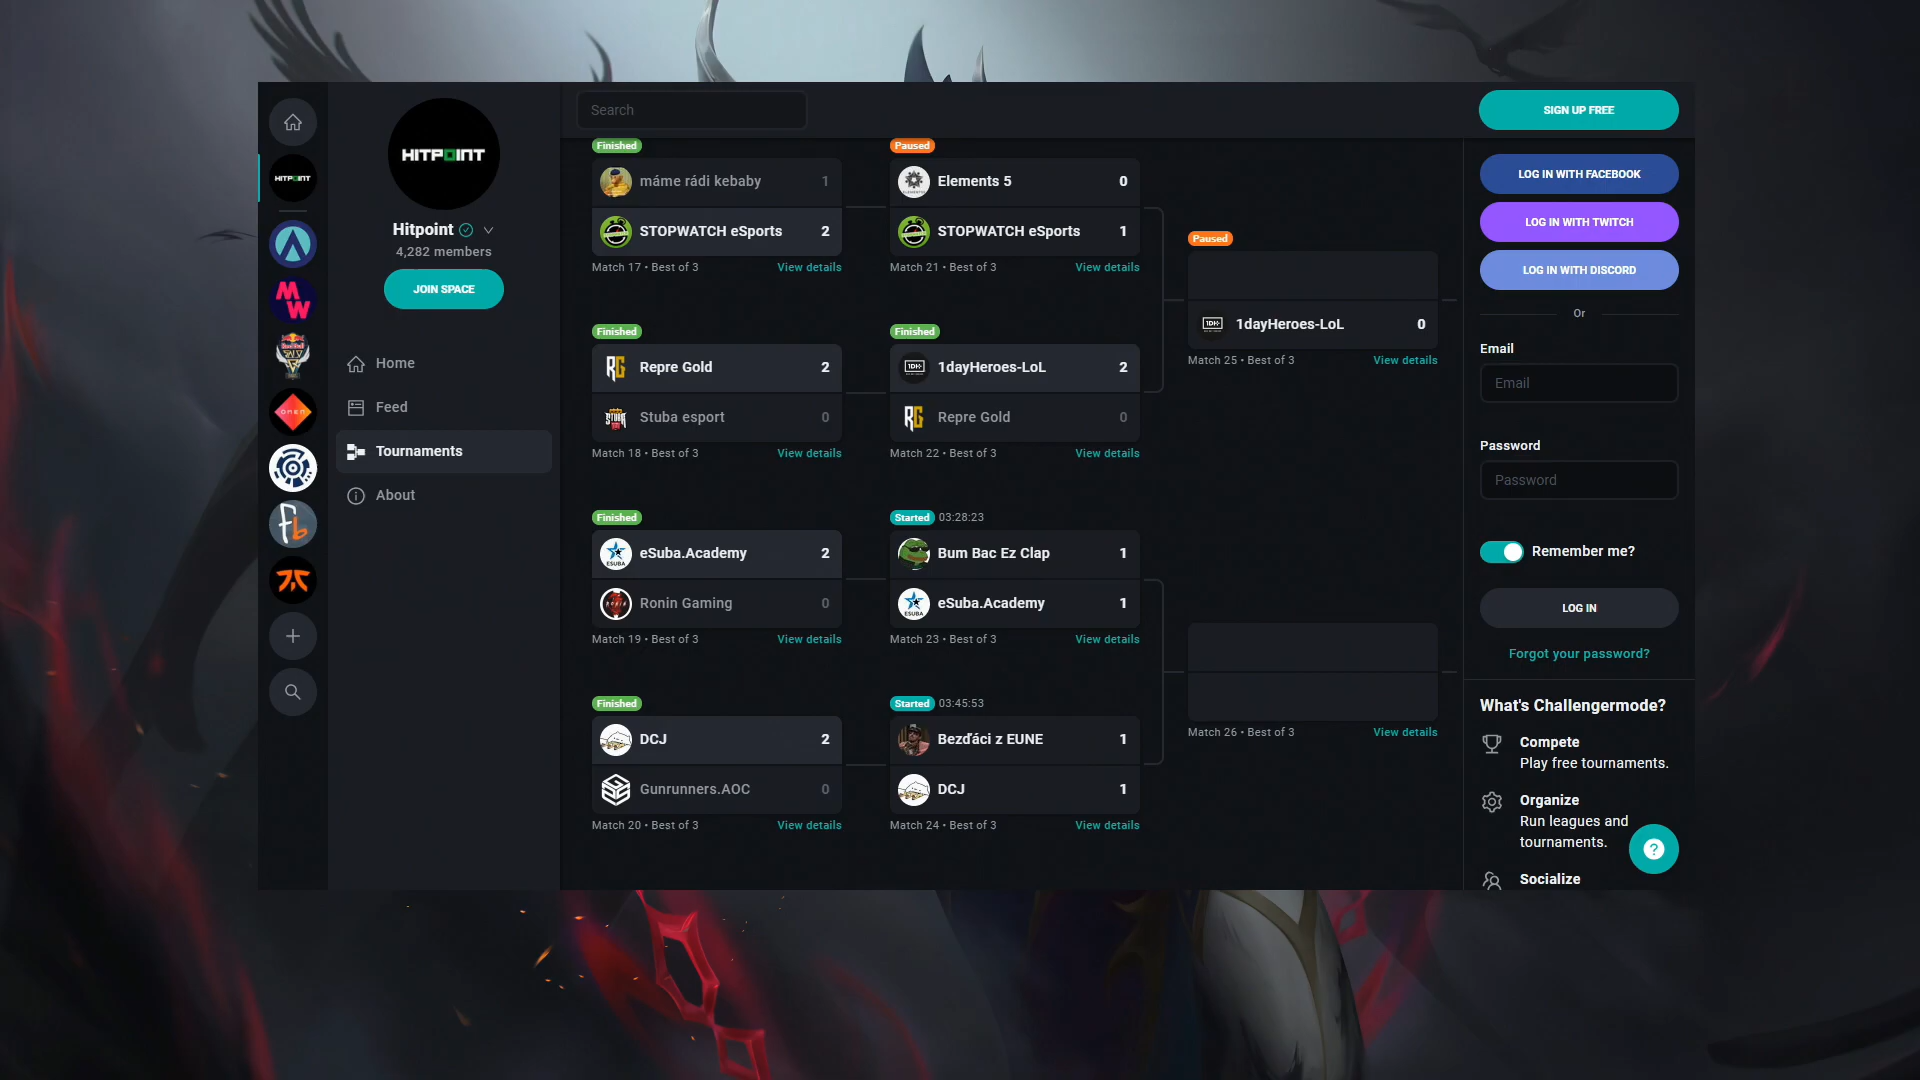 Search
SIGN UP FREE
HITPOINT
HITPOINT
Hitpoint
4,282 members
JOIN SPACE
Home
Feed
Tournaments
About
Finished
máme rádi kebaby 1
STOPWATCH eSports 2
Match 17 • Best of 3 View details
Finished
Repre Gold 2
Stuba esport 0
Match 18 • Best of 3 View details
Finished
eSuba.Academy 2
Ronin Gaming 0
Match 19 • Best of 3 View details
Finished
DCJ 2
Gunrunners.AOC 0
Match 20 • Best of 3 View details
Paused
Elements 5 0
STOPWATCH eSports 1
Match 21 • Best of 3 View details
Finished
1dayHeroes-LoL 2
Repre Gold 0
Match 22 • Best of 3 View details
Started 03:28:23
Bum Bac Ez Clap 1
eSuba.Academy 1
Match 23 • Best of 3 View details
Started 03:45:53
Bezďáci z EUNE 1
DCJ 1
Match 24 • Best of 3 View details
Paused
1dayHeroes-LoL 0
Match 25 • Best of 3 View details
Match 26 • Best of 3 View details
LOG IN WITH FACEBOOK
LOG IN WITH TWITCH
LOG IN WITH DISCORD
Or
Email
Email
Password
Password
Remember me?
LOG IN
Forgot your password?
What's Challengermode?
Compete
Play free tournaments.
Organize
Run leagues and
tournaments.
Socialize